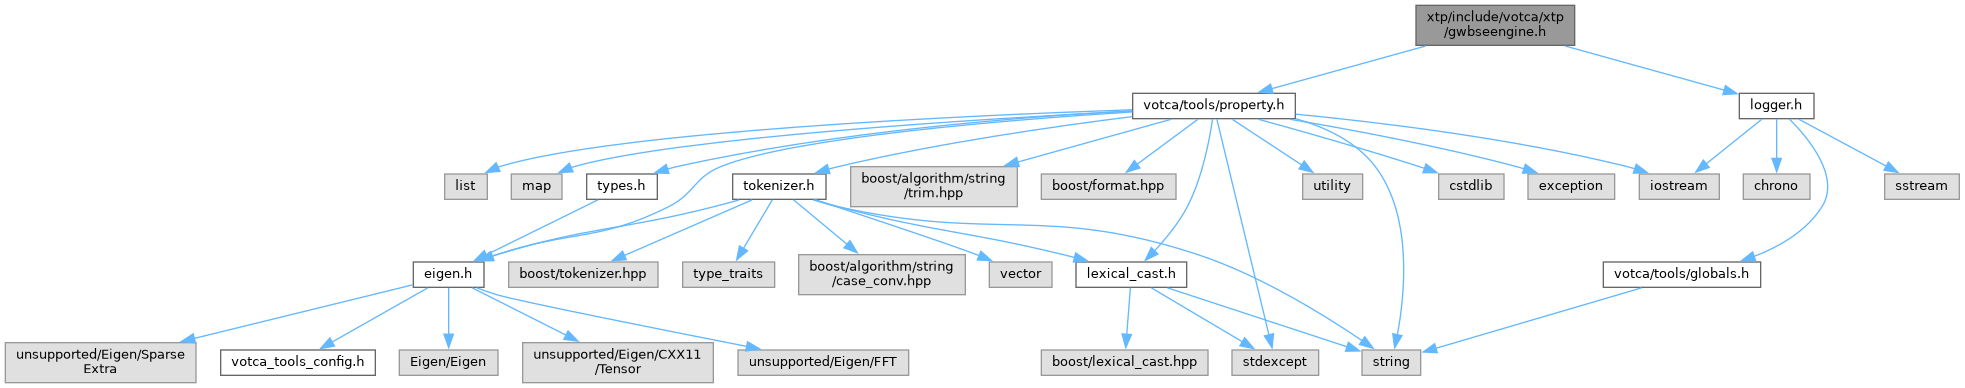 xtp/include/votca/xtp
/gwbseengine.h
votca/tools/property.h
logger.h
list
map
types.h
tokenizer.h
boost/algorithm/string
/trim.hpp
boost/format.hpp
utility
cstdlib
exception
iostream
chrono
sstream
eigen.h
boost/tokenizer.hpp
type_traits
boost/algorithm/string
/case_conv.hpp
vector
lexical_cast.h
votca/tools/globals.h
unsupported/Eigen/Sparse
Extra
votca_tools_config.h
Eigen/Eigen
unsupported/Eigen/CXX11
/Tensor
unsupported/Eigen/FFT
boost/lexical_cast.hpp
stdexcept
string